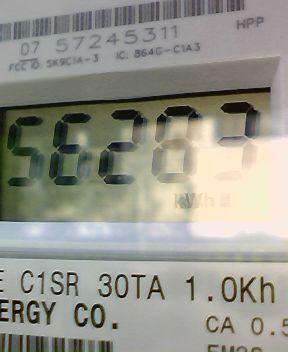 HPP
07 57245311
FCC ID: SK9C1A-3 IC: 864G-C1A3
56283
kWh
E C1SR 30TA 1.0Kh
NERGY CO.
CA 0.5